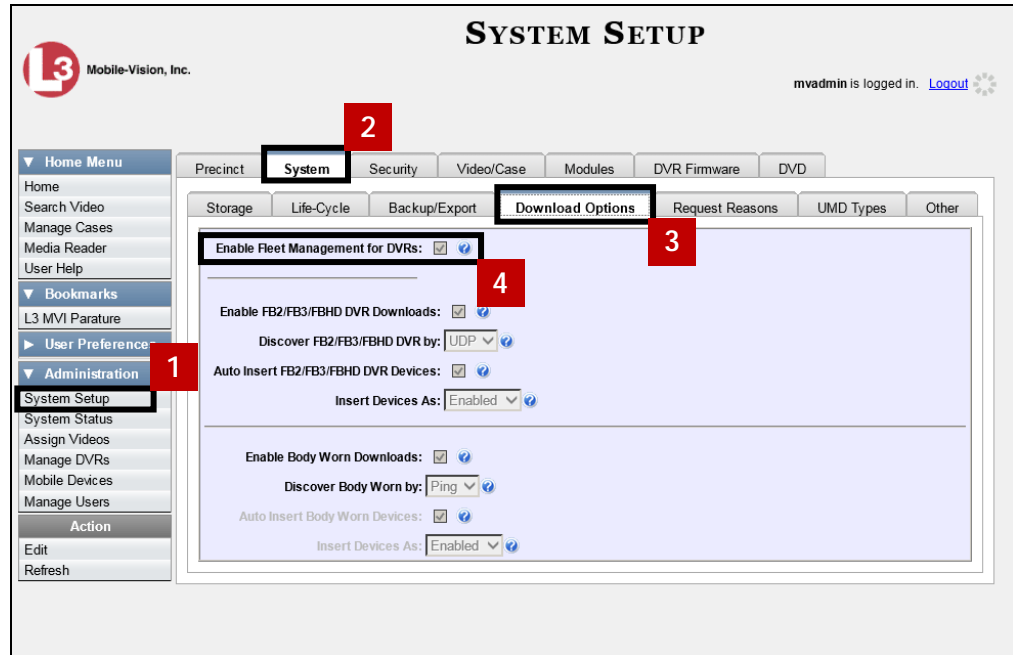 SYSTEM SETUP
L3 Mobile-Vision, Inc.
mvadmin is logged in. Logout
2
▼ Home Menu
Home
Search Video
Manage Cases
Media Reader
User Help
▼ Bookmarks
L3 MVI Parature
▶ User Preferences
1
▼ Administration
System Setup
System Status
Assign Videos
Manage DVRs
Mobile Devices
Manage Users
Action
Edit
Refresh
Precinct System Security Video/Case Modules DVR Firmware DVD
Storage Life-Cycle Backup/Export Download Options Request Reasons UMD Types Other
3
Enable Fleet Management for DVRs: ?
4
Enable FB2/FB3/FBHD DVR Downloads: ?
Discover FB2/FB3/FBHD DVR by: UDP ?
Auto Insert FB2/FB3/FBHD DVR Devices: ?
Insert Devices As: Enabled ?
Enable Body Worn Downloads: ?
Discover Body Worn by: Ping ?
Auto Insert Body Worn Devices: ?
Insert Devices As: Enabled ?